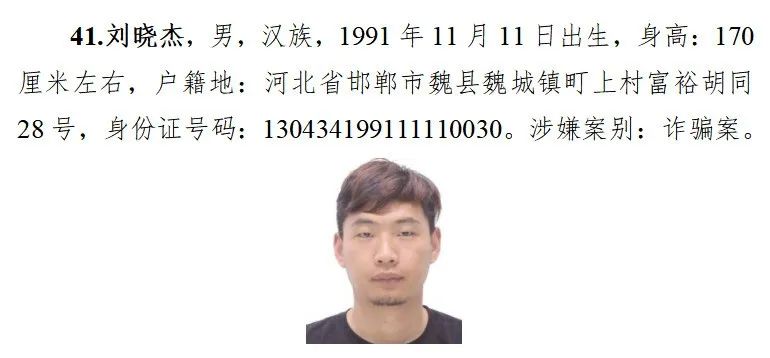 41.刘晓杰，男，汉族，1991 年 11 月 11 日出生，身高：170
厘米左右，户籍地：河北省邯郸市魏县魏城镇町上村富裕胡同
28 号，身份证号码：130434199111110030。涉嫌案别：诈骗案。